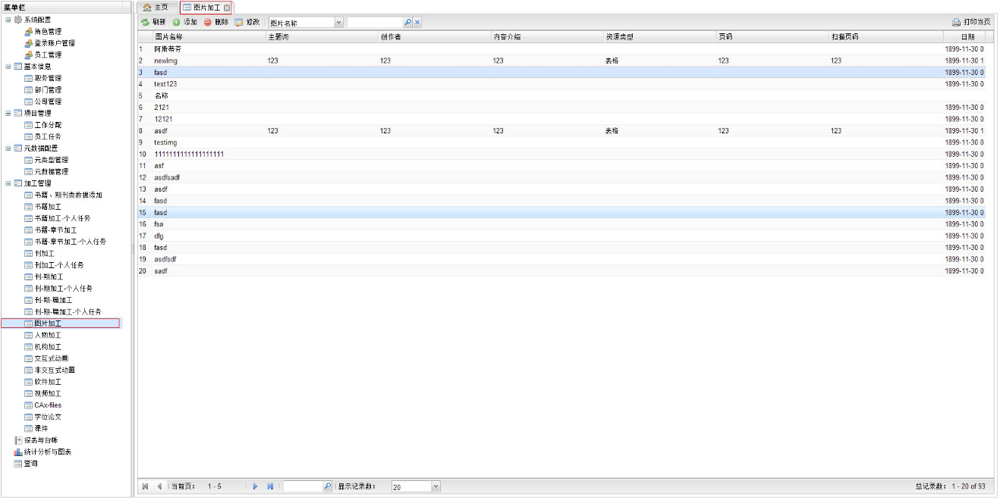 菜单栏
系统配置
角色管理
登录账户管理
员工管理
基本信息
职务管理
部门管理
公司管理
项目管理
工作分配
员工任务
元数据配置
元类型管理
元数据管理
加工管理
书籍、期刊类数据添加
书籍加工
书籍加工-个人任务
书籍-章节加工
书籍-章节加工-个人任务
刊加工
刊加工-个人任务
刊-期加工
刊-期加工-个人任务
刊-期-篇加工
刊-期-篇加工-个人任务
图片加工
人物加工
机构加工
交互式动画
非交互式动画
软件加工
视频加工
CAx-files
学位论文
课件
报表与台帐
统计分析与图表
查询
主页 图片加工
刷新 添加 删除 修改 图片名称 打印当页
图片名称 主题词 创作者 内容介绍 资源类型 页码 扫描页码 日期
1 阿斯蒂芬 1899-11-30 0
2 newImg 123 123 123 表格 123 123 1899-11-30 1
3 fasd 1899-11-30 0
4 test123 1899-11-30 0
5 名称
6 2121 1899-11-30 0
7 12121 1899-11-30 0
8 asdf 123 123 123 表格 123 123 1899-11-30 1
9 testimg 1899-11-30 0
10 1111111111111111111 1899-11-30 0
11 asf 1899-11-30 0
12 asdfsadf 1899-11-30 0
13 asdf 1899-11-30 0
14 fasd 1899-11-30 0
15 fasd 1899-11-30 0
16 fsa 1899-11-30 0
17 dfg 1899-11-30 0
18 fasd 1899-11-30 0
19 asdfsdf 1899-11-30 0
20 sadf 1899-11-30 0
当前页： 1 - 5 显示记录数： 20 总记录数： 1 - 20 of 93